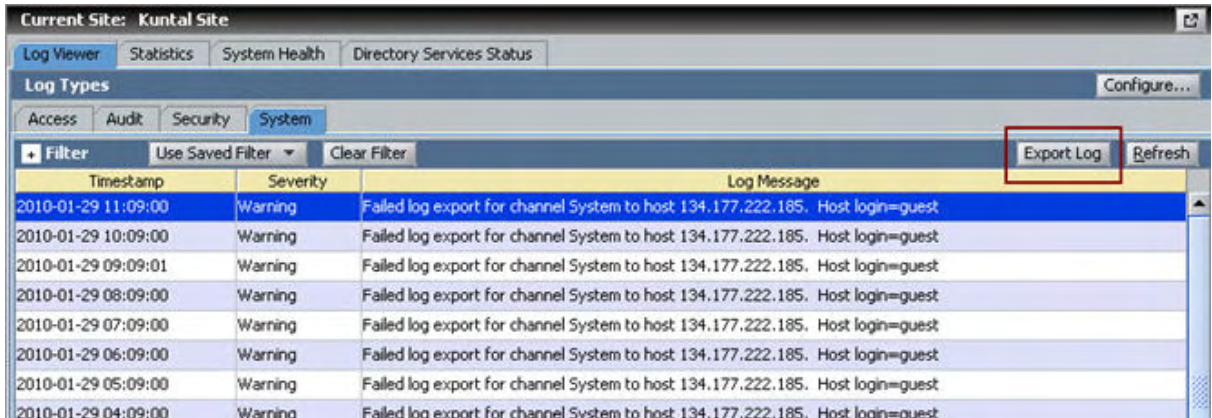 Current Site: Kuntal Site
Log Viewer Statistics System Health Directory Services Status
Log Types Configure...
Access Audit Security System
+ Filter Use Saved Filter Clear Filter Export Log Refresh
Timestamp Severity Log Message
2010-01-29 11:09:00 Warning Failed log export for channel System to host 134.177.222.185. Host login=guest
2010-01-29 10:09:00 Warning Failed log export for channel System to host 134.177.222.185. Host login=guest
2010-01-29 09:09:01 Warning Failed log export for channel System to host 134.177.222.185. Host login=guest
2010-01-29 08:09:00 Warning Failed log export for channel System to host 134.177.222.185. Host login=guest
2010-01-29 07:09:00 Warning Failed log export for channel System to host 134.177.222.185. Host login=guest
2010-01-29 06:09:00 Warning Failed log export for channel System to host 134.177.222.185. Host login=guest
2010-01-29 05:09:00 Warning Failed log export for channel System to host 134.177.222.185. Host login=guest
2010-01-29 04:09:00 Warning Failed log export for channel System to host 134.177.222.185. Host login=guest